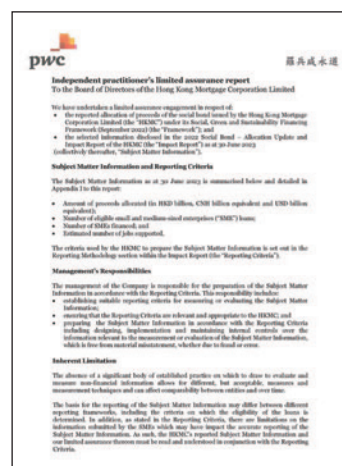 pwc
羅兵咸永道
Independent practitioner's limited assurance report
To the Board of Directors of the Hong Kong Mortgage Corporation Limited
We have undertaken a limited assurance engagement in respect of:
• the reported allocation of proceeds of the social bond issued by the Hong Kong Mortgage
Corporation Limited (the "HKMC") under its Social, Green and Sustainability Financing
Framework (September 2022) (the "Framework"); and
• the selected information disclosed in the 2022 Social Bond – Allocation Update and
Impact Report of the HKMC (the "Impact Report") as at 30 June 2023
(collectively thereafter, "Subject Matter Information").
Subject Matter Information and Reporting Criteria
The Subject Matter Information as at 30 June 2023 is summarised below and detailed in
Appendix I to this report:
• Amount of proceeds allocated (in HKD billion, CNH billion equivalent and USD billion
equivalent);
• Number of eligible small and medium-sized enterprises ("SME") loans;
• Number of SMEs financed; and
• Estimated number of jobs supported.
The criteria used by the HKMC to prepare the Subject Matter Information is set out in the
Reporting Methodology section within the Impact Report (the "Reporting Criteria").
Management's Responsibilities
The management of the Company is responsible for the preparation of the Subject Matter
Information in accordance with the Reporting Criteria. This responsibility includes:
• establishing suitable reporting criteria for measuring or evaluating the Subject Matter
Information;
• ensuring that the Reporting Criteria are relevant and appropriate to the HKMC; and
• preparing the Subject Matter Information in accordance with the Reporting Criteria
including designing, implementing and maintaining internal controls over the
information relevant to the measurement or evaluation of the Subject Matter Information,
which is free from material misstatement, whether due to fraud or error.
Inherent Limitation
The absence of a significant body of established practice on which to draw to evaluate and
measure non-financial information allows for different, but acceptable, measures and
measurement techniques and can affect comparability between entities and over time.
The basis for the reporting of the Subject Matter Information may differ between different
reporting frameworks, including the criteria on which the eligibility of the loans is
determined. In addition, as stated in the Reporting Criteria, there are limitations on the
information submitted by the SMEs which may have impact the accurate reporting of the
Subject Matter Information. As such, the HKMC's reported Subject Matter Information and
our limited assurance thereon must be read and understood in conjunction with the Reporting
Criteria.